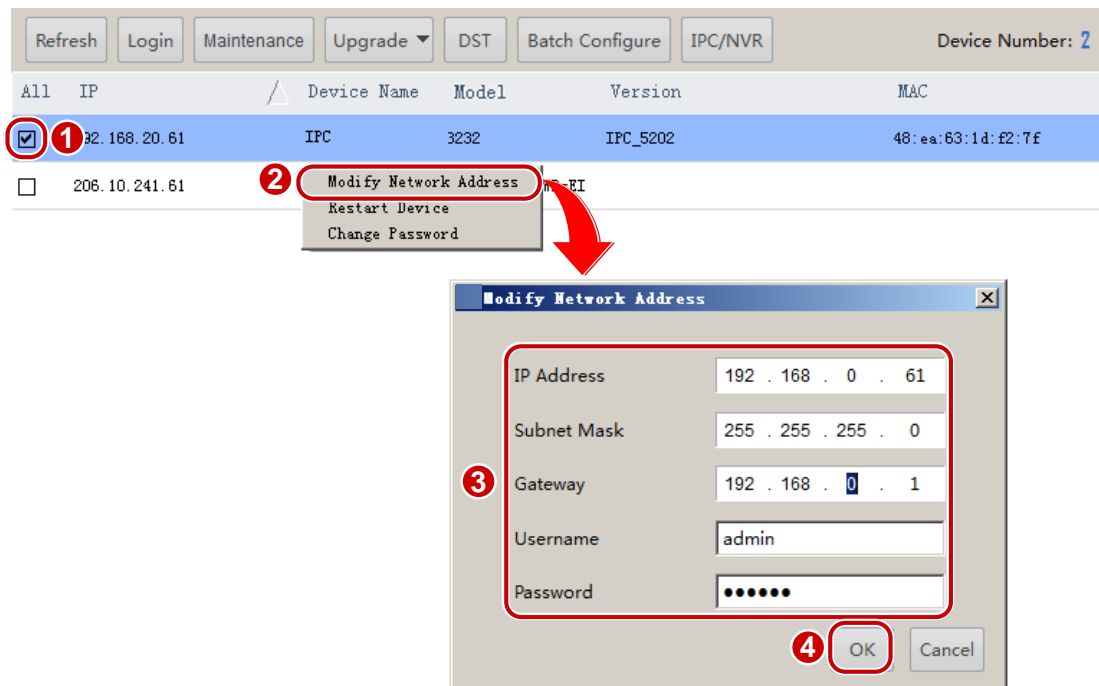 Refresh Login Maintenance Upgrade DST Batch Configure IPC/NVR Device Number: 2
All IP Device Name Model Version MAC
1 92.168.20.61 IPC 3232 IPC_5202 48:ea:63:1d:f2:7f
206.10.241.61
2 Modify Network Address
Restart Device
Change Password
Modify Network Address
IP Address 192 . 168 . 0 . 61
Subnet Mask 255 . 255 . 255 . 0
3 Gateway 192 . 168 . 0 . 1
Username admin
Password ●●●●●●
4 OK Cancel